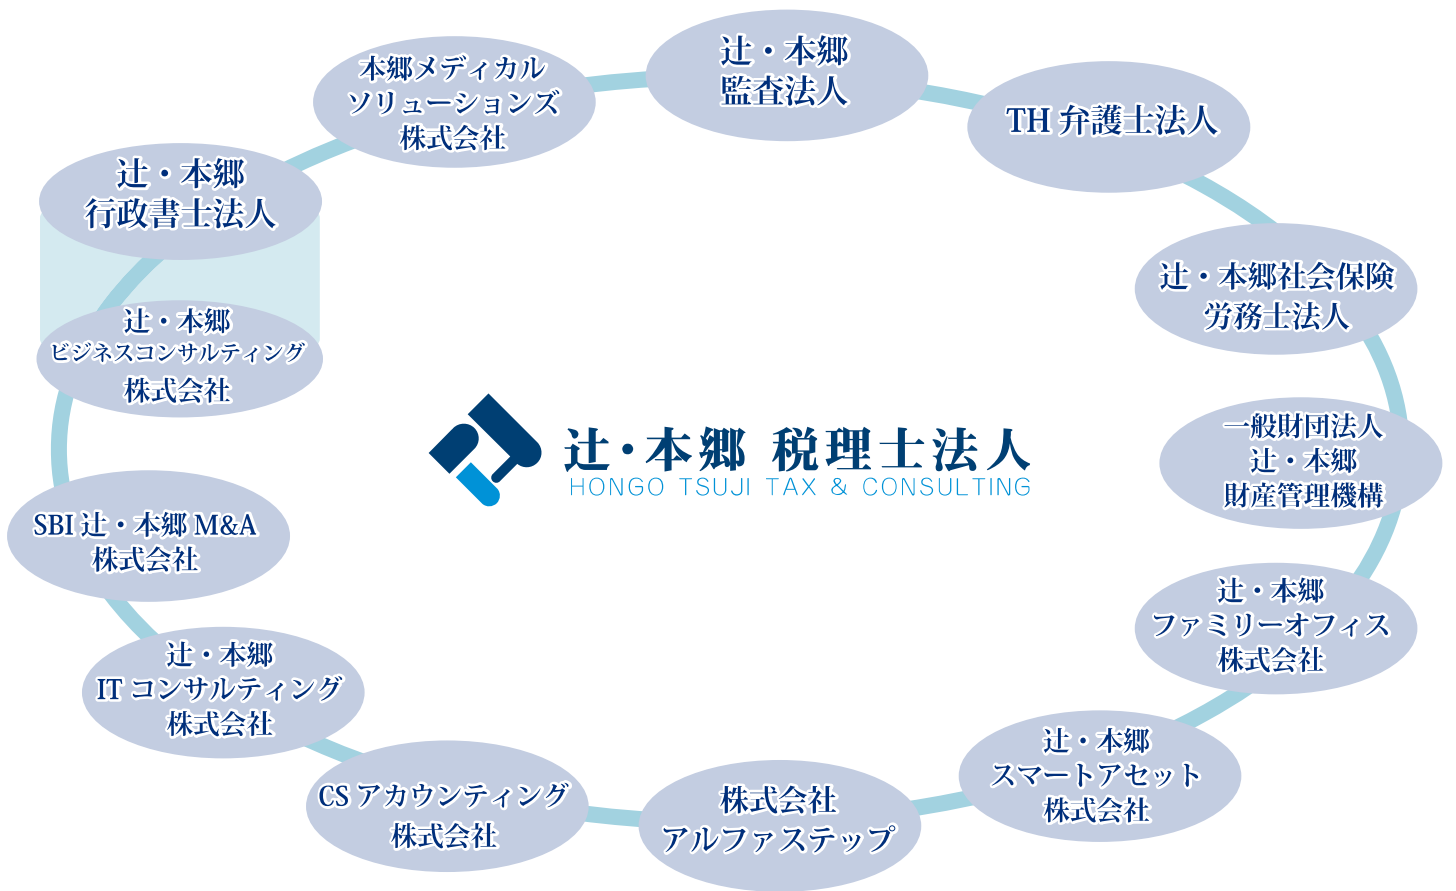 辻・本郷
監査法人
本郷メディカル
ソリューションズ
株式会社
TH 弁護士法人
辻・本郷
行政書士法人
辻・本郷社会保険
労務士法人
辻・本郷
ビジネスコンサルティング
株式会社
辻・本郷 税理士法人
HONGO TSUJI TAX & CONSULTING
一般財団法人
辻・本郷
財産管理機構
SBI 辻・本郷 M&A
株式会社
辻・本郷
ファミリーオフィス
株式会社
辻・本郷
IT コンサルティング
株式会社
辻・本郷
スマートアセット
株式会社
CS アカウンティング
株式会社
株式会社
アルファステップ